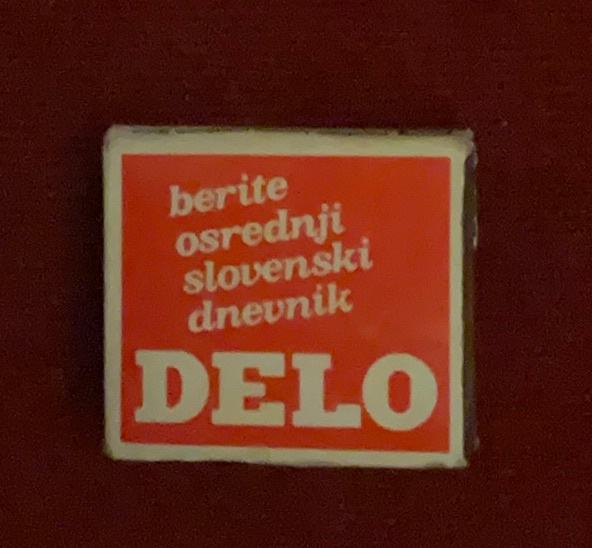 berite
osrednji
slovenski
dnevnik
DELO